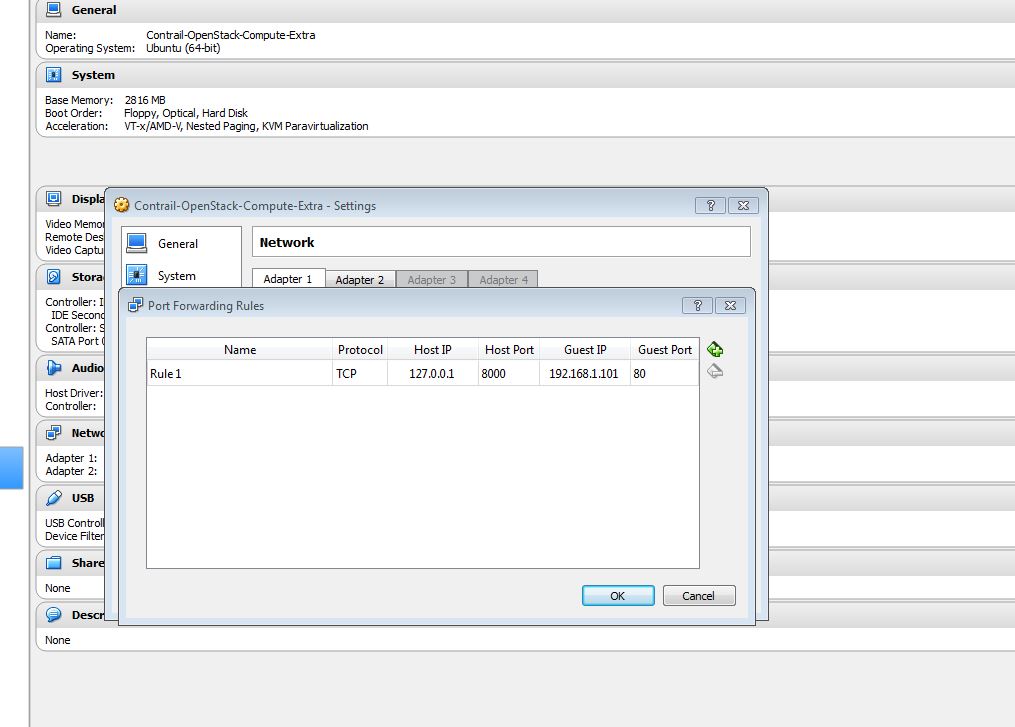 General
Name: Contrail-OpenStack-Compute-Extra
Operating System: Ubuntu (64-bit)
System
Base Memory: 2816 MB
Boot Order: Floppy, Optical, Hard Disk
Acceleration: VT-x/AMD-V, Nested Paging, KVM Paravirtualization
Displa
Video Memor
Remote Des
Video Captu
Stora
Controller: I
IDE Second
Controller: S
SATA Port 0
Audio
Host Driver:
Controller:
Netwo
Adapter 1:
Adapter 2:
USB
USB Controll
Device Filter
Share
None
Descr
None
Contrail-OpenStack-Compute-Extra - Settings
General
System
Network
Adapter 1 Adapter 2 Adapter 3 Adapter 4
Port Forwarding Rules
Name Protocol Host IP Host Port Guest IP Guest Port
Rule 1 TCP 127.0.0.1 8000 192.168.1.101 80
OK Cancel